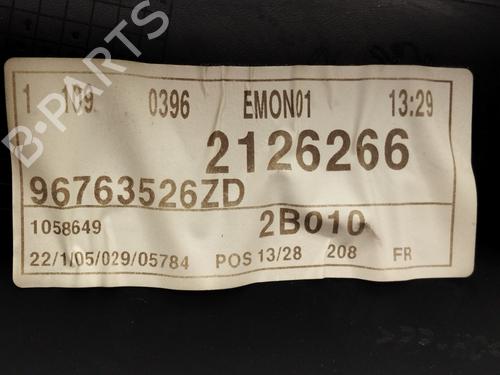 B-PARTS
1 109 0396 EMON01 13:29
2126266
96763526ZD
1058649 2B010
22/1/05/029/05784 POS 13/28 208 FR